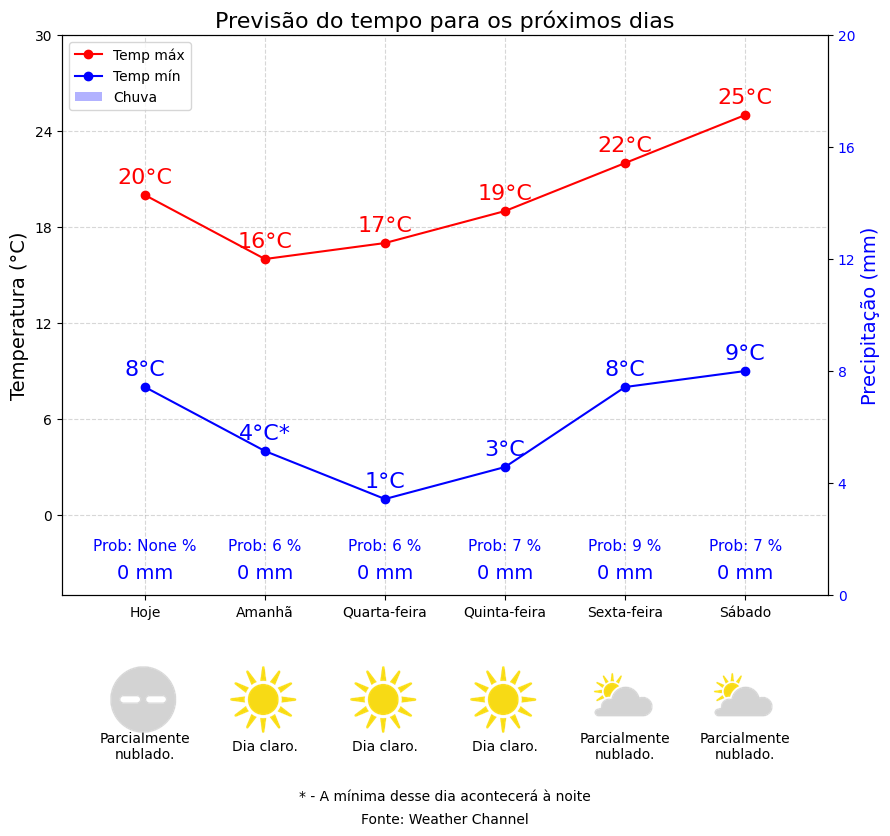 Previsão do tempo para os próximos dias
Temp máx
Temp mín
Chuva
Temperatura (°C)
30
24
18
12
6
0
Precipitação (mm)
20
16
12
8
4
0
20°C 16°C 17°C 19°C 22°C 25°C
8°C 4°C* 1°C 3°C 8°C 9°C
Prob: None % Prob: 6 % Prob: 6 % Prob: 7 % Prob: 9 % Prob: 7 %
0 mm 0 mm 0 mm 0 mm 0 mm 0 mm
Hoje Amanhã Quarta-feira Quinta-feira Sexta-feira Sábado
Parcialmente
nublado.
Dia claro.
Dia claro.
Dia claro.
Parcialmente
nublado.
Parcialmente
nublado.
* - A mínima desse dia acontecerá à noite
Fonte: Weather Channel